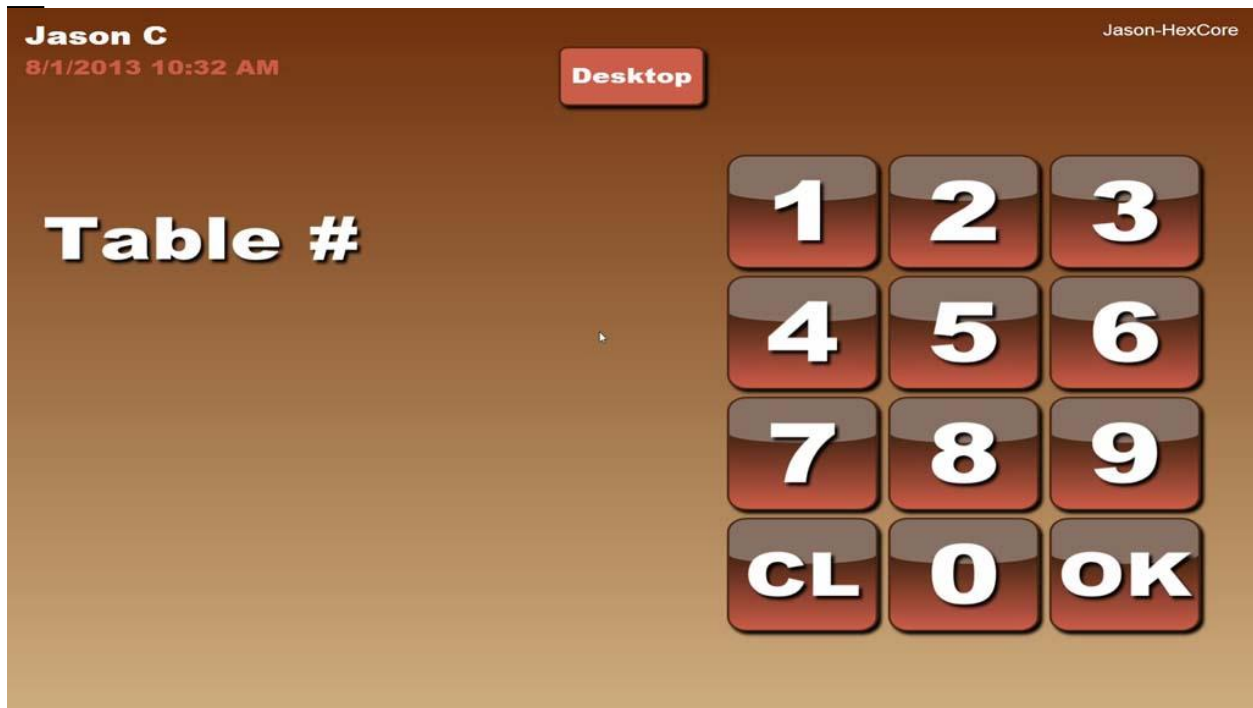 Jason C
8/1/2013 10:32 AM
Jason-HexCore
Desktop
Table #
1 2 3
4 5 6
7 8 9
CL 0 OK